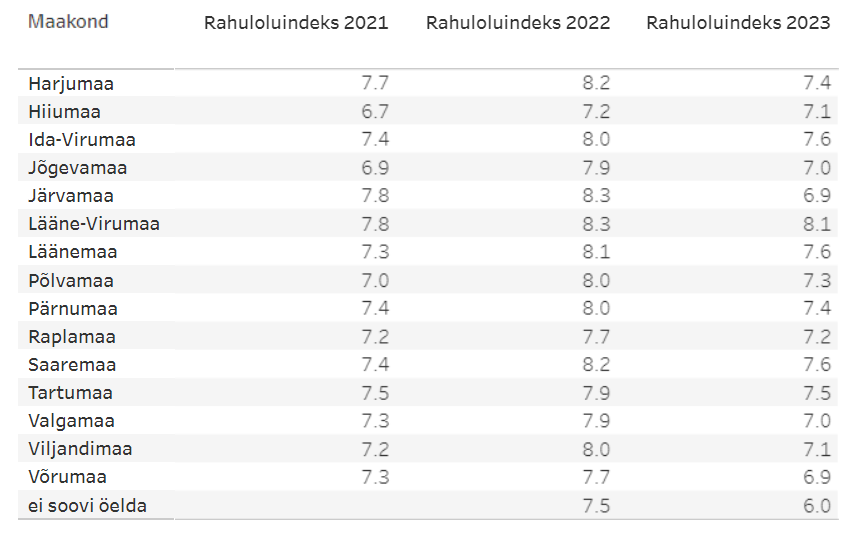 Maakond Rahuloluindeks 2021 Rahuloluindeks 2022 Rahuloluindeks 2023
Harjumaa 7.7 8.2 7.4
Hiiumaa 6.7 7.2 7.1
Ida-Virumaa 7.4 8.0 7.6
Jõgevamaa 6.9 7.9 7.0
Järvamaa 7.8 8.3 6.9
Lääne-Virumaa 7.8 8.3 8.1
Läänemaa 7.3 8.1 7.6
Põlvamaa 7.0 8.0 7.3
Pärnumaa 7.4 8.0 7.4
Raplamaa 7.2 7.7 7.2
Saaremaa 7.4 8.2 7.6
Tartumaa 7.5 7.9 7.5
Valgamaa 7.3 7.9 7.0
Viljandimaa 7.2 8.0 7.1
Võrumaa 7.3 7.7 6.9
ei soovi öelda 7.5 6.0